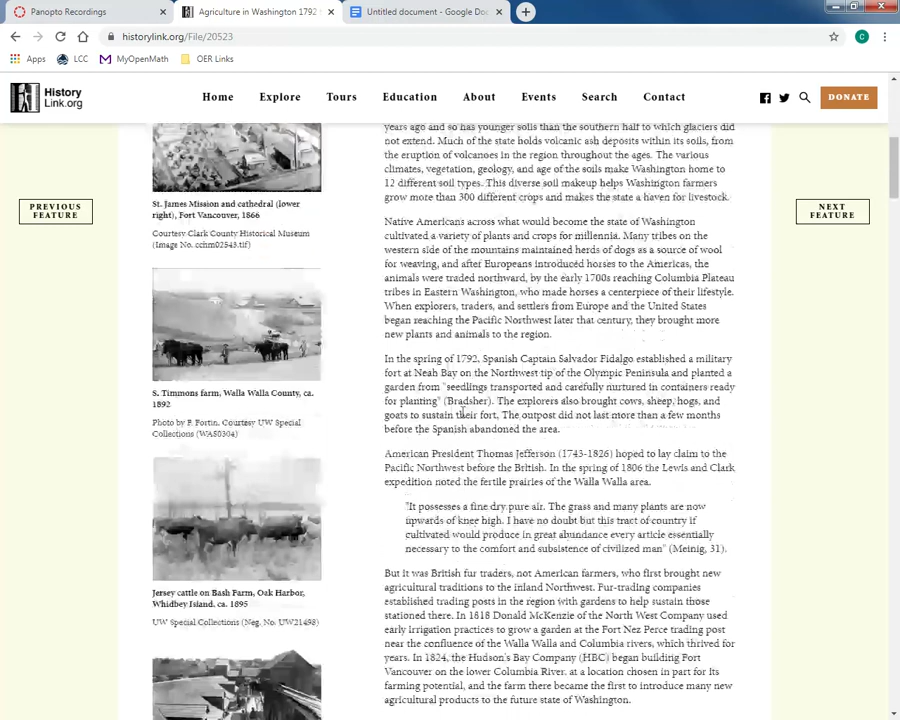 Panopto Recordings
Agriculture in Washington 1792
Untitled document - Google Doc
historylink.org/File/20523
Apps
LCC
MyOpenMath
OER Links
History
Link.org
Home
Explore
Tours
Education
About
Events
Search
Contact
DONATE
PREVIOUS
FEATURE
NEXT
FEATURE
St. James Mission and cathedral (lower
right), Fort Vancouver, 1866
Courtesy Clark County Historical Museum
(Image No. cchm02543.tif)
S. Timmons farm, Walla Walla County, ca.
1892
Photo by P. Fortin, Courtesy UW Special
Collections (WAS0304)
Jersey cattle on Bash Farm, Oak Harbor,
Whidbey Island, ca. 1895
UW Special Collections (Neg. No. UW21498)
years ago and so has younger soils than the southern half to which glaciers did
not extend. Much of the state holds volcanic ash deposits within its soils, from
the eruption of volcanoes in the region throughout the ages. The various
climates, vegetation, geology, and age of the soils make Washington home to
12 different soil types. This diverse soil makeup helps Washington farmers
grow more than 300 different crops and makes the state a haven for livestock.
Native Americans across what would become the state of Washington
cultivated a variety of plants and crops for millennia. Many tribes on the
western side of the mountains maintained herds of dogs as a source of wool
for weaving, and after Europeans introduced horses to the Americas, the
animals were traded northward, by the early 1700s reaching Columbia Plateau
tribes in Eastern Washington, who made horses a centerpiece of their lifestyle.
When explorers, traders, and settlers from Europe and the United States
began reaching the Pacific Northwest later that century, they brought more
new plants and animals to the region.
In the spring of 1792, Spanish Captain Salvador Fidalgo established a military
fort at Neah Bay on the Northwest tip of the Olympic Peninsula and planted a
garden from "seedlings transported and carefully nurtured in containers ready
for planting" (Bradsher). The explorers also brought cows, sheep, hogs, and
goats to sustain their fort. The outpost did not last more than a few months
before the Spanish abandoned the area.
American President Thomas Jefferson (1743-1826) hoped to lay claim to the
Pacific Northwest before the British. In the spring of 1806 the Lewis and Clark
expedition noted the fertile prairies of the Walla Walla area.
"It possesses a fine dry pure air. The grass and many plants are now
upwards of knee high. I have no doubt but this tract of country if
cultivated would produce in great abundance every article essentially
necessary to the comfort and subsistence of civilized man" (Meinig, 31).
But it was British fur traders, not American farmers, who first brought new
agricultural traditions to the inland Northwest. Fur-trading companies
established trading posts in the region with gardens to help sustain those
stationed there. In 1818 Donald McKenzie of the North West Company used
early irrigation practices to grow a garden at the Fort Nez Perce trading post
near the confluence of the Walla Walla and Columbia rivers, which thrived for
years. In 1824, the Hudson's Bay Company (HBC) began building Fort
Vancouver on the lower Columbia River, at a location chosen in part for its
farming potential, and the farm there became the first to introduce many new
agricultural products to the future state of Washington.